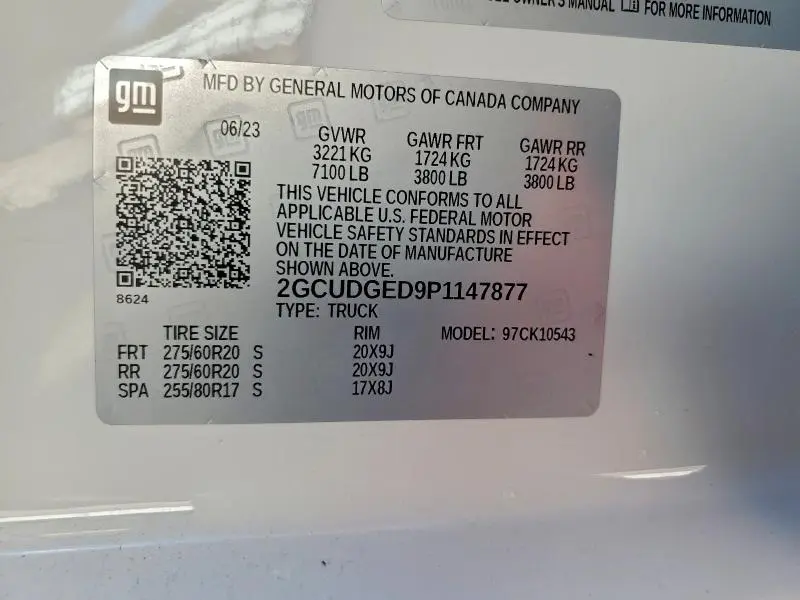 OWNER'S MANUAL FOR MORE INFORMATION
gm
MFD BY GENERAL MOTORS OF CANADA COMPANY
06/23 GVWR GAWR FRT GAWR RR
3221 KG 1724 KG 1724 KG
7100 LB 3800 LB 3800 LB
THIS VEHICLE CONFORMS TO ALL
APPLICABLE U.S. FEDERAL MOTOR
VEHICLE SAFETY STANDARDS IN EFFECT
ON THE DATE OF MANUFACTURE
SHOWN ABOVE.
8624
2GCUDGED9P1147877
TYPE: TRUCK
TIRE SIZE RIM MODEL: 97CK10543
FRT 275/60R20 S 20X9J
RR 275/60R20 S 20X9J
SPA 255/80R17 S 17X8J